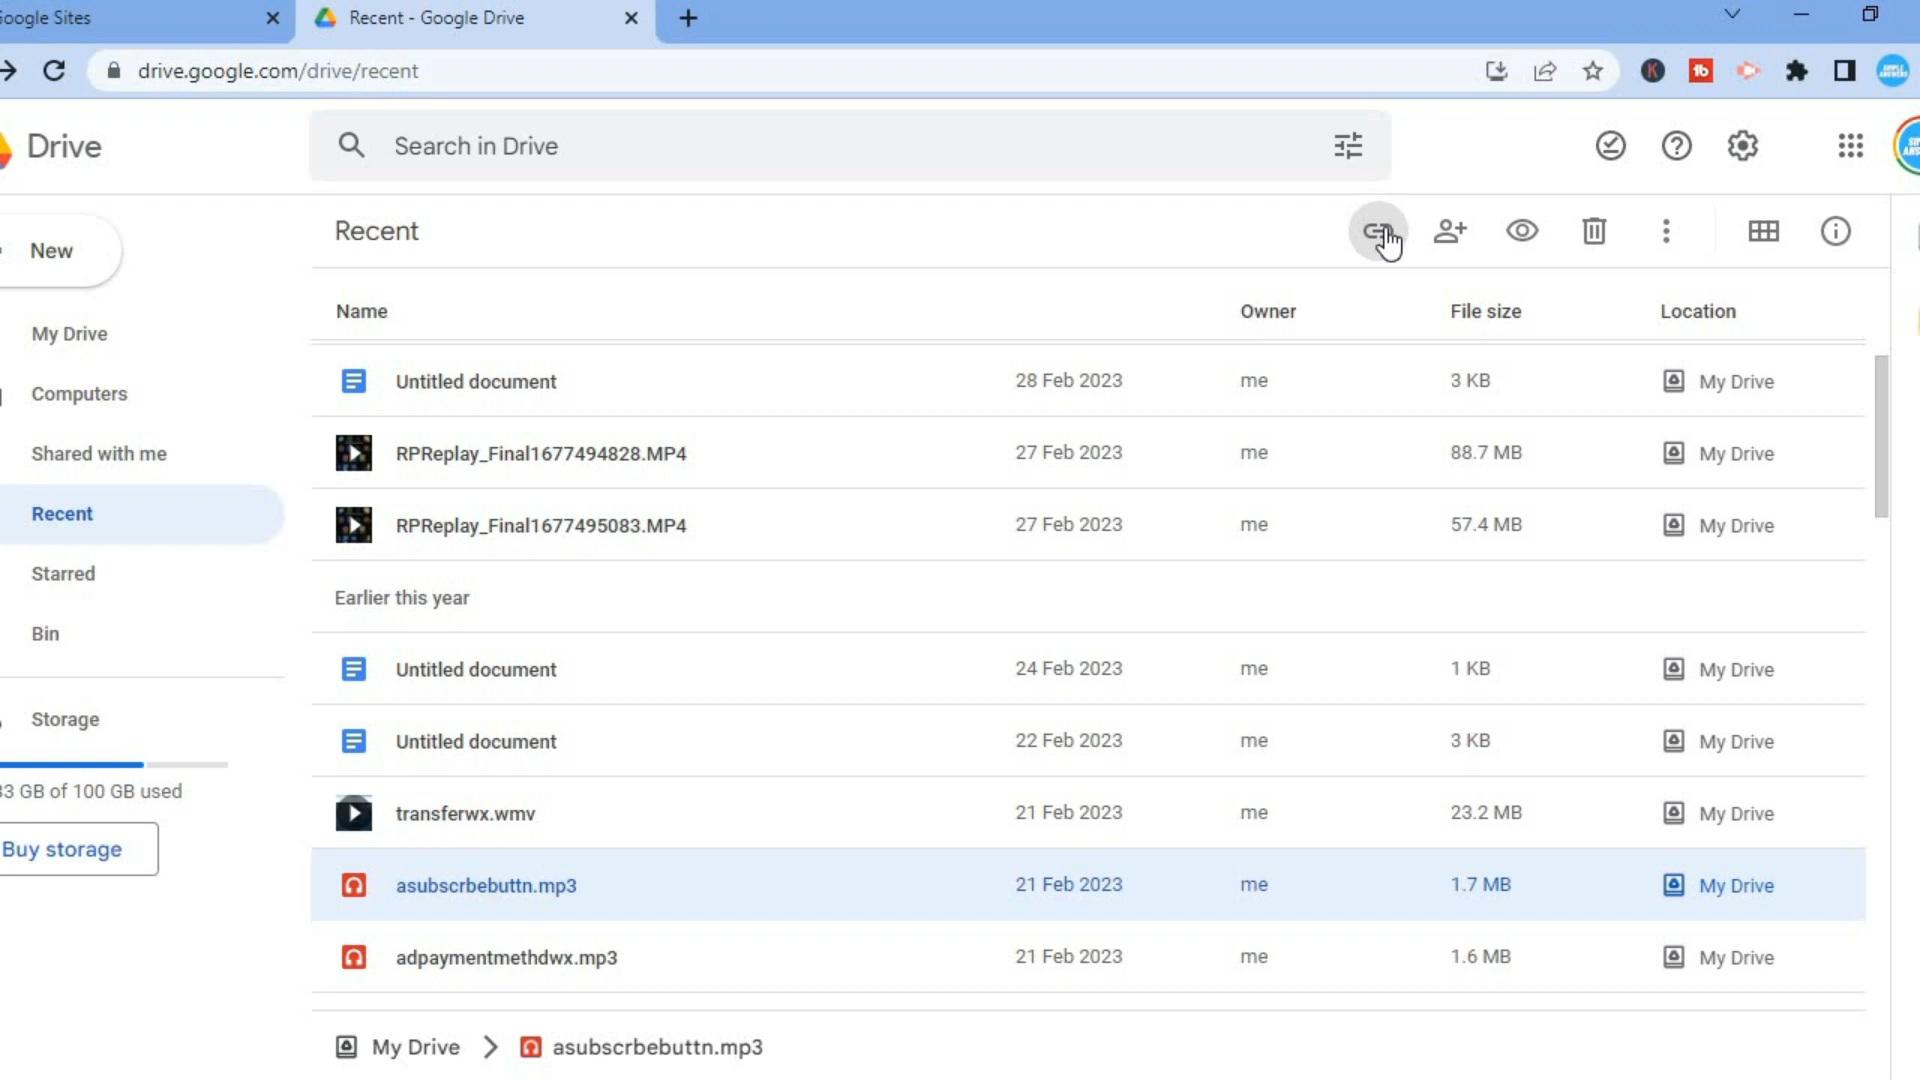 oogle Sites
Recent - Google Drive
drive.google.com/drive/recent
Drive
Search in Drive
New
Recent
My Drive
Computers
Shared with me
Recent
Starred
Bin
Storage
33 GB of 100 GB used
Buy storage
Name Owner File size Location
Untitled document 28 Feb 2023 me 3 KB My Drive
RPReplay_Final1677494828.MP4 27 Feb 2023 me 88.7 MB My Drive
RPReplay_Final1677495083.MP4 27 Feb 2023 me 57.4 MB My Drive
Earlier this year
Untitled document 24 Feb 2023 me 1 KB My Drive
Untitled document 22 Feb 2023 me 3 KB My Drive
transferwx.wmv 21 Feb 2023 me 23.2 MB My Drive
asubscrbebuttn.mp3 21 Feb 2023 me 1.7 MB My Drive
adpaymentmethdwx.mp3 21 Feb 2023 me 1.6 MB My Drive
My Drive > asubscrbebuttn.mp3